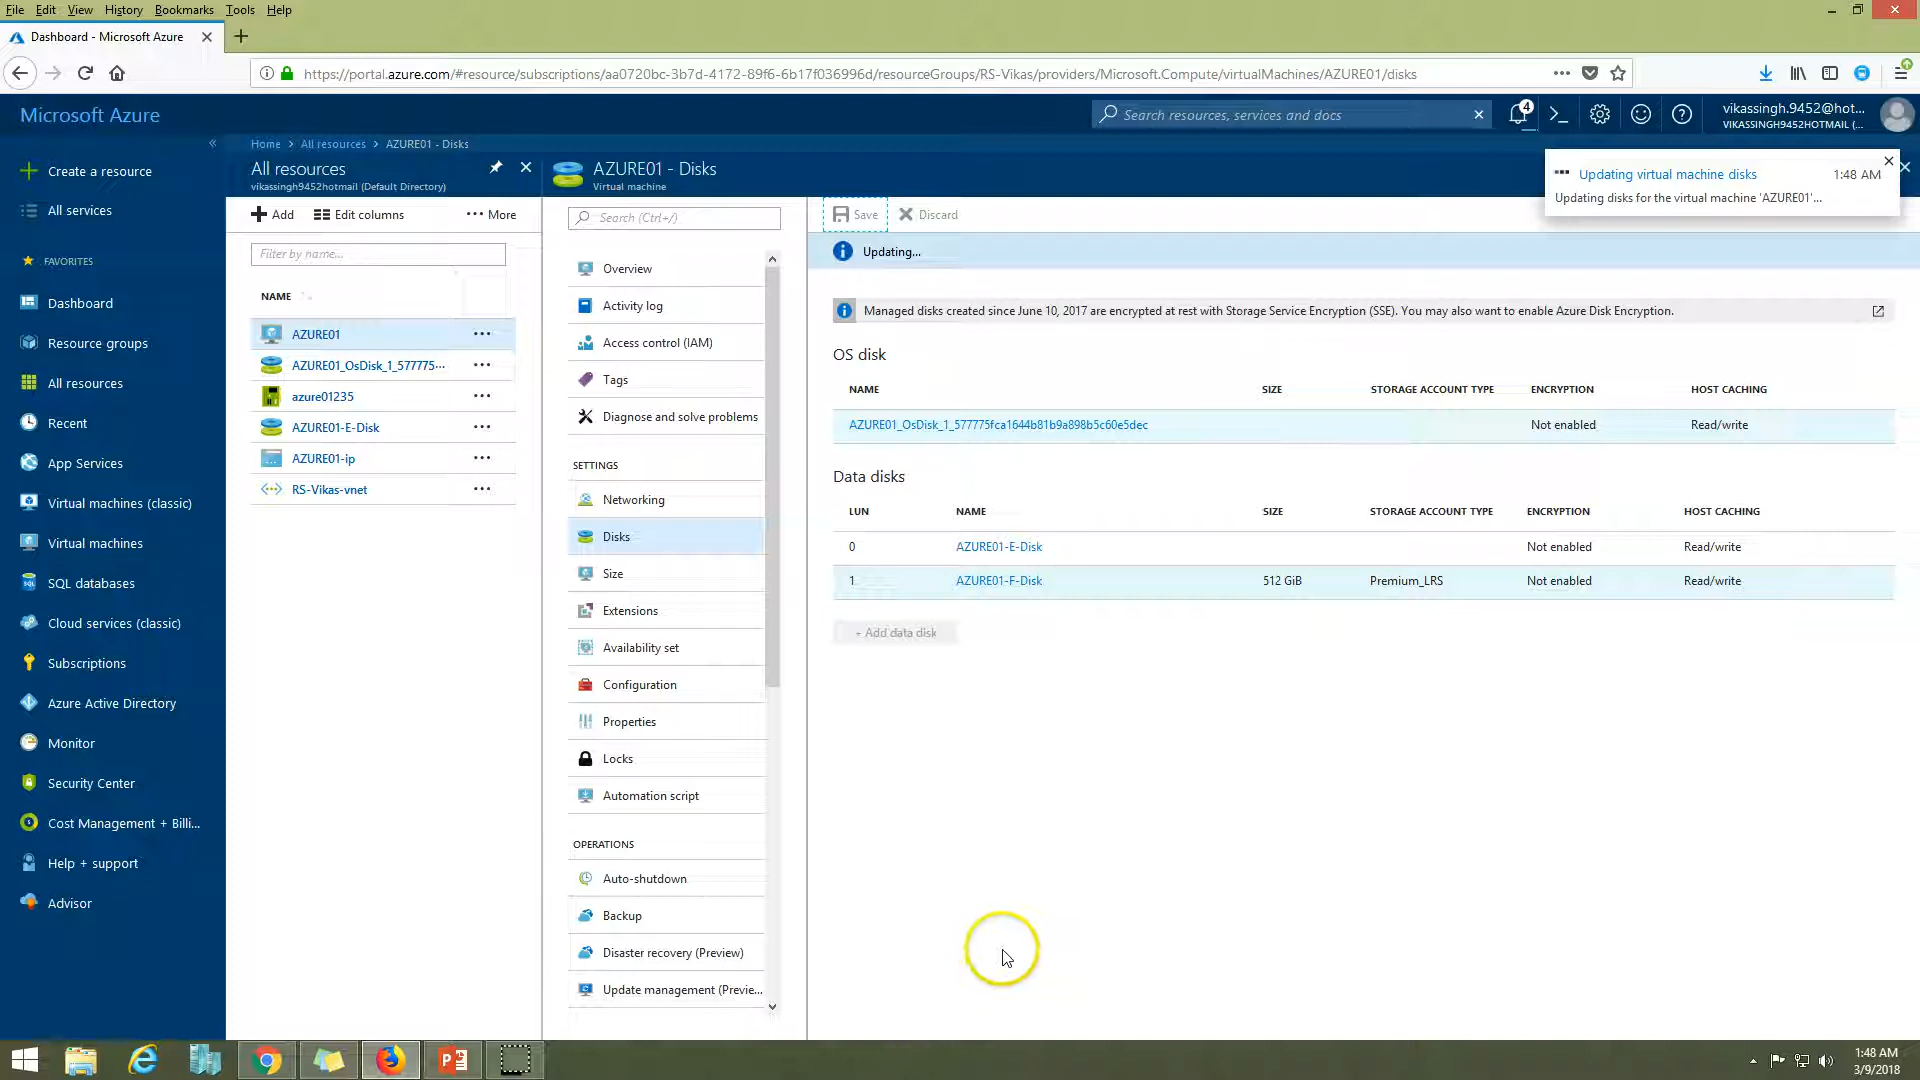 File Edit View History Bookmarks Tools Help
Dashboard - Microsoft Azure
https://portal.azure.com/#resource/subscriptions/aa0720bc-3b7d-4172-89f6-6b17f036996d/resourceGroups/RS-Vikas/providers/Microsoft.Compute/virtualMachines/AZURE01/disks
Microsoft Azure
Search resources, services and docs
4
vikassingh.9452@hot...
VIKASSINGH9452HOTMAIL (...
Home > All resources > AZURE01 - Disks
Create a resource
All services
FAVORITES
Dashboard
Resource groups
All resources
Recent
App Services
Virtual machines (classic)
Virtual machines
SQL databases
Cloud services (classic)
Subscriptions
Azure Active Directory
Monitor
Security Center
Cost Management + Billi...
Help + support
Advisor
All resources
vikassingh9452hotmail (Default Directory)
Add Edit columns More
Filter by name...
NAME
AZURE01
AZURE01_OsDisk_1_577775...
azure01235
AZURE01-E-Disk
AZURE01-ip
RS-Vikas-vnet
AZURE01 - Disks
Virtual machine
Search (Ctrl+/)
Overview
Activity log
Access control (IAM)
Tags
Diagnose and solve problems
SETTINGS
Networking
Disks
Size
Extensions
Availability set
Configuration
Properties
Locks
Automation script
OPERATIONS
Auto-shutdown
Backup
Disaster recovery (Preview)
Update management (Previe...
Save Discard
Updating virtual machine disks 1:48 AM
Updating disks for the virtual machine 'AZURE01'...
Updating...
Managed disks created since June 10, 2017 are encrypted at rest with Storage Service Encryption (SSE). You may also want to enable Azure Disk Encryption.
OS disk
NAME SIZE STORAGE ACCOUNT TYPE ENCRYPTION HOST CACHING
AZURE01_OsDisk_1_577775fca1644b81b9a898b5c60e5dec Not enabled Read/write
Data disks
LUN NAME SIZE STORAGE ACCOUNT TYPE ENCRYPTION HOST CACHING
0 AZURE01-E-Disk Not enabled Read/write
1 AZURE01-F-Disk 512 GiB Premium_LRS Not enabled Read/write
+ Add data disk
1:48 AM
3/9/2018